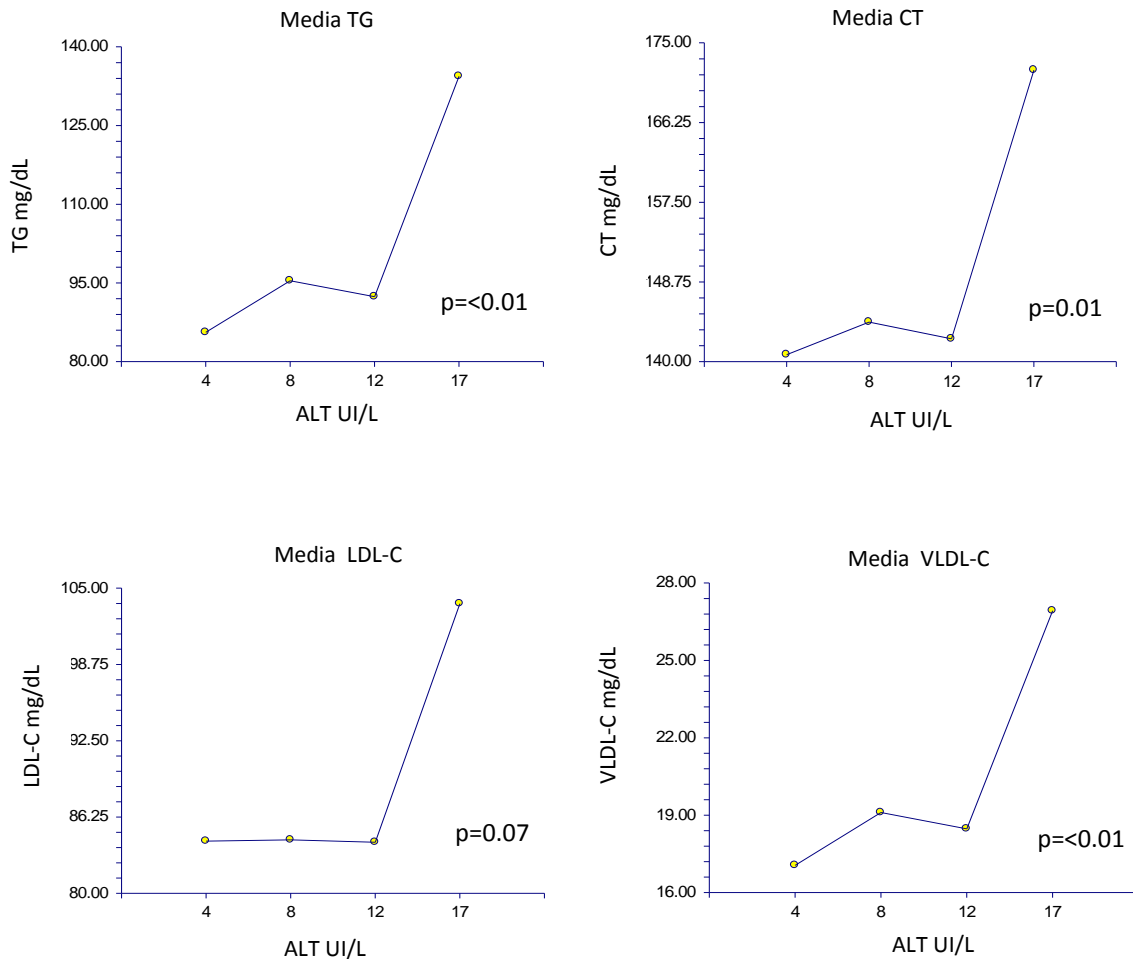 Media TG
140.00
125.00
110.00
95.00
80.00
TG mg/dL
4 8 12 17
ALT UI/L
p=<0.01
Media CT
175.00
166.25
157.50
148.75
140.00
CT mg/dL
4 8 12 17
ALT UI/L
p=0.01
Media LDL-C
105.00
98.75
92.50
86.25
80.00
LDL-C mg/dL
4 8 12 17
ALT UI/L
p=0.07
Media VLDL-C
28.00
25.00
22.00
19.00
16.00
VLDL-C mg/dL
4 8 12 17
ALT UI/L
p=<0.01